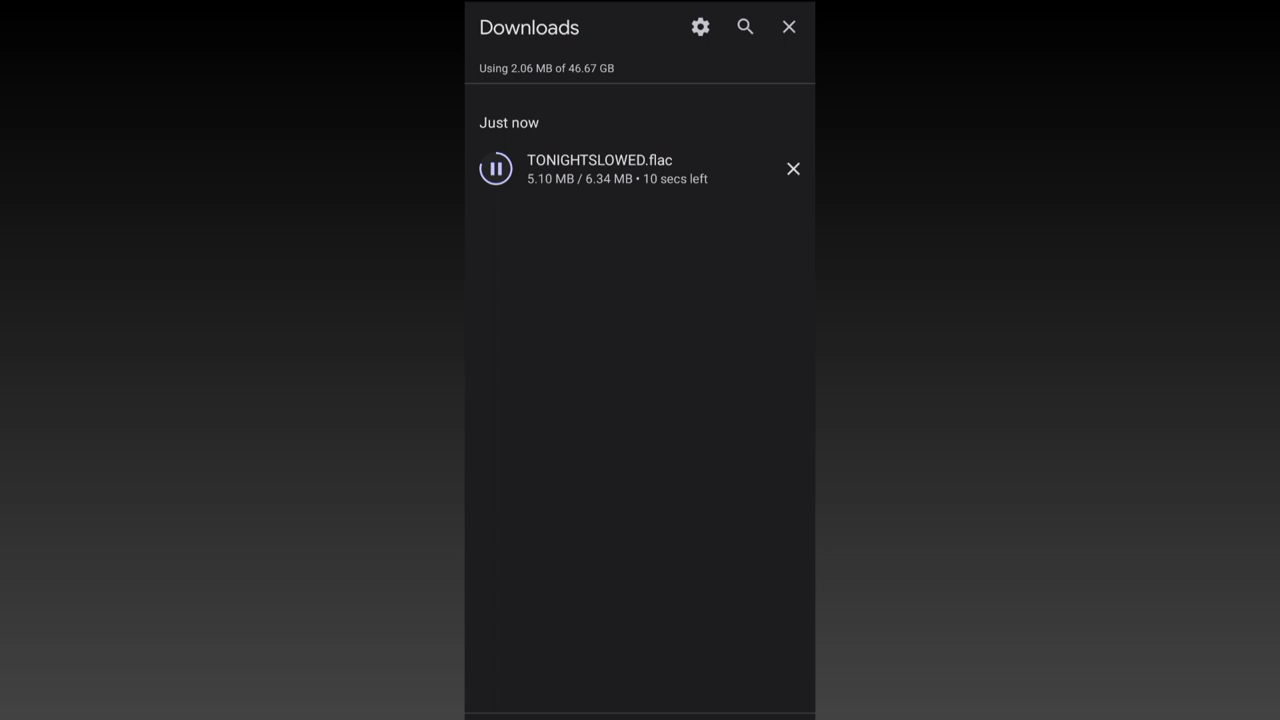 Downloads
Using 2.06 MB of 46.67 GB
Just now
TONIGHTSLOWED.flac
5.10 MB / 6.34 MB • 10 secs left